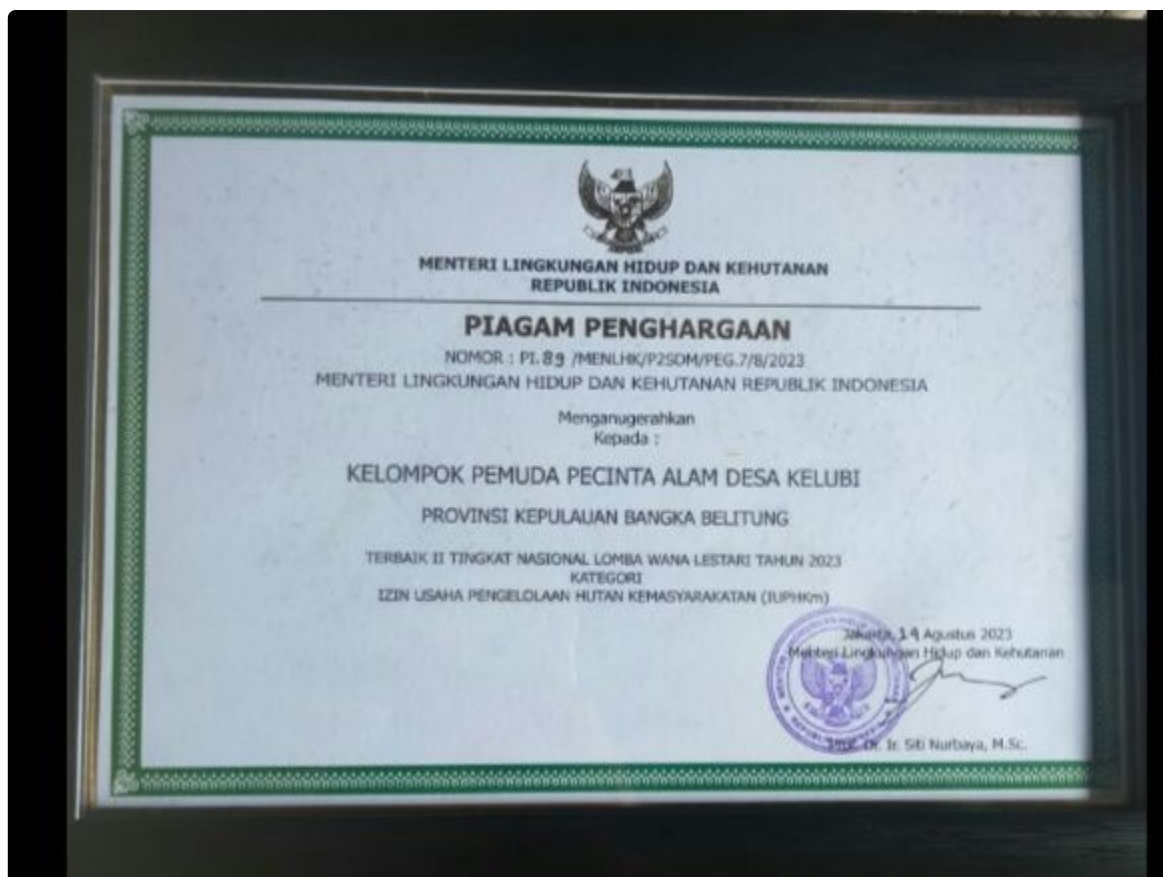 MENTERI LINGKUNGAN HIDUP DAN KEHUTANAN
REPUBLIK INDONESIA
PIAGAM PENGHARGAAN
NOMOR : PI.89 /MENLHK/P2SDM/PEG.7/8/2023
MENTERI LINGKUNGAN HIDUP DAN KEHUTANAN REPUBLIK INDONESIA
Menganugerahkan
Kepada :
KELOMPOK PEMUDA PECINTA ALAM DESA KELUBI
PROVINSI KEPULAUAN BANGKA BELITUNG
TERBAIK II TINGKAT NASIONAL LOMBA WANA LESTARI TAHUN 2023
KATEGORI
IZIN USAHA PENGELOLAAN HUTAN KEMASYARAKATAN (IUPHKm)
Jakarta, 14 Agustus 2023
Menteri Lingkungan Hidup dan Kehutanan
Prof. Dr. Ir. Siti Nurbaya, M.Sc.